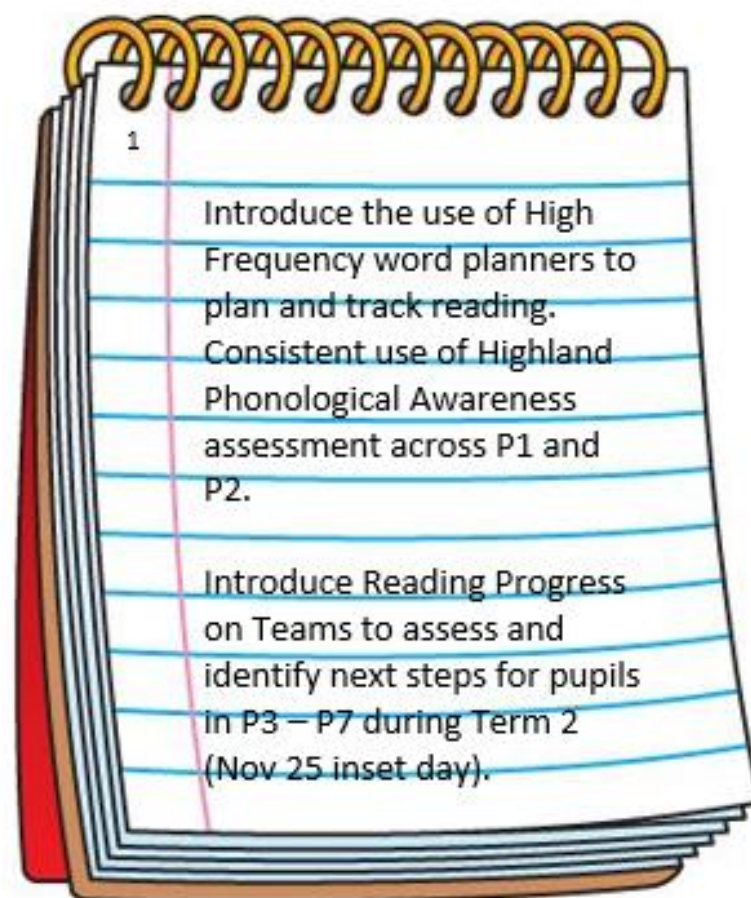 1
Introduce the use of High
Frequency word planners to
plan and track reading.
Consistent use of Highland
Phonological Awareness
assessment across P1 and
P2.
Introduce Reading Progress
on Teams to assess and
identify next steps for pupils
in P3 – P7 during Term 2
(Nov 25 inset day).